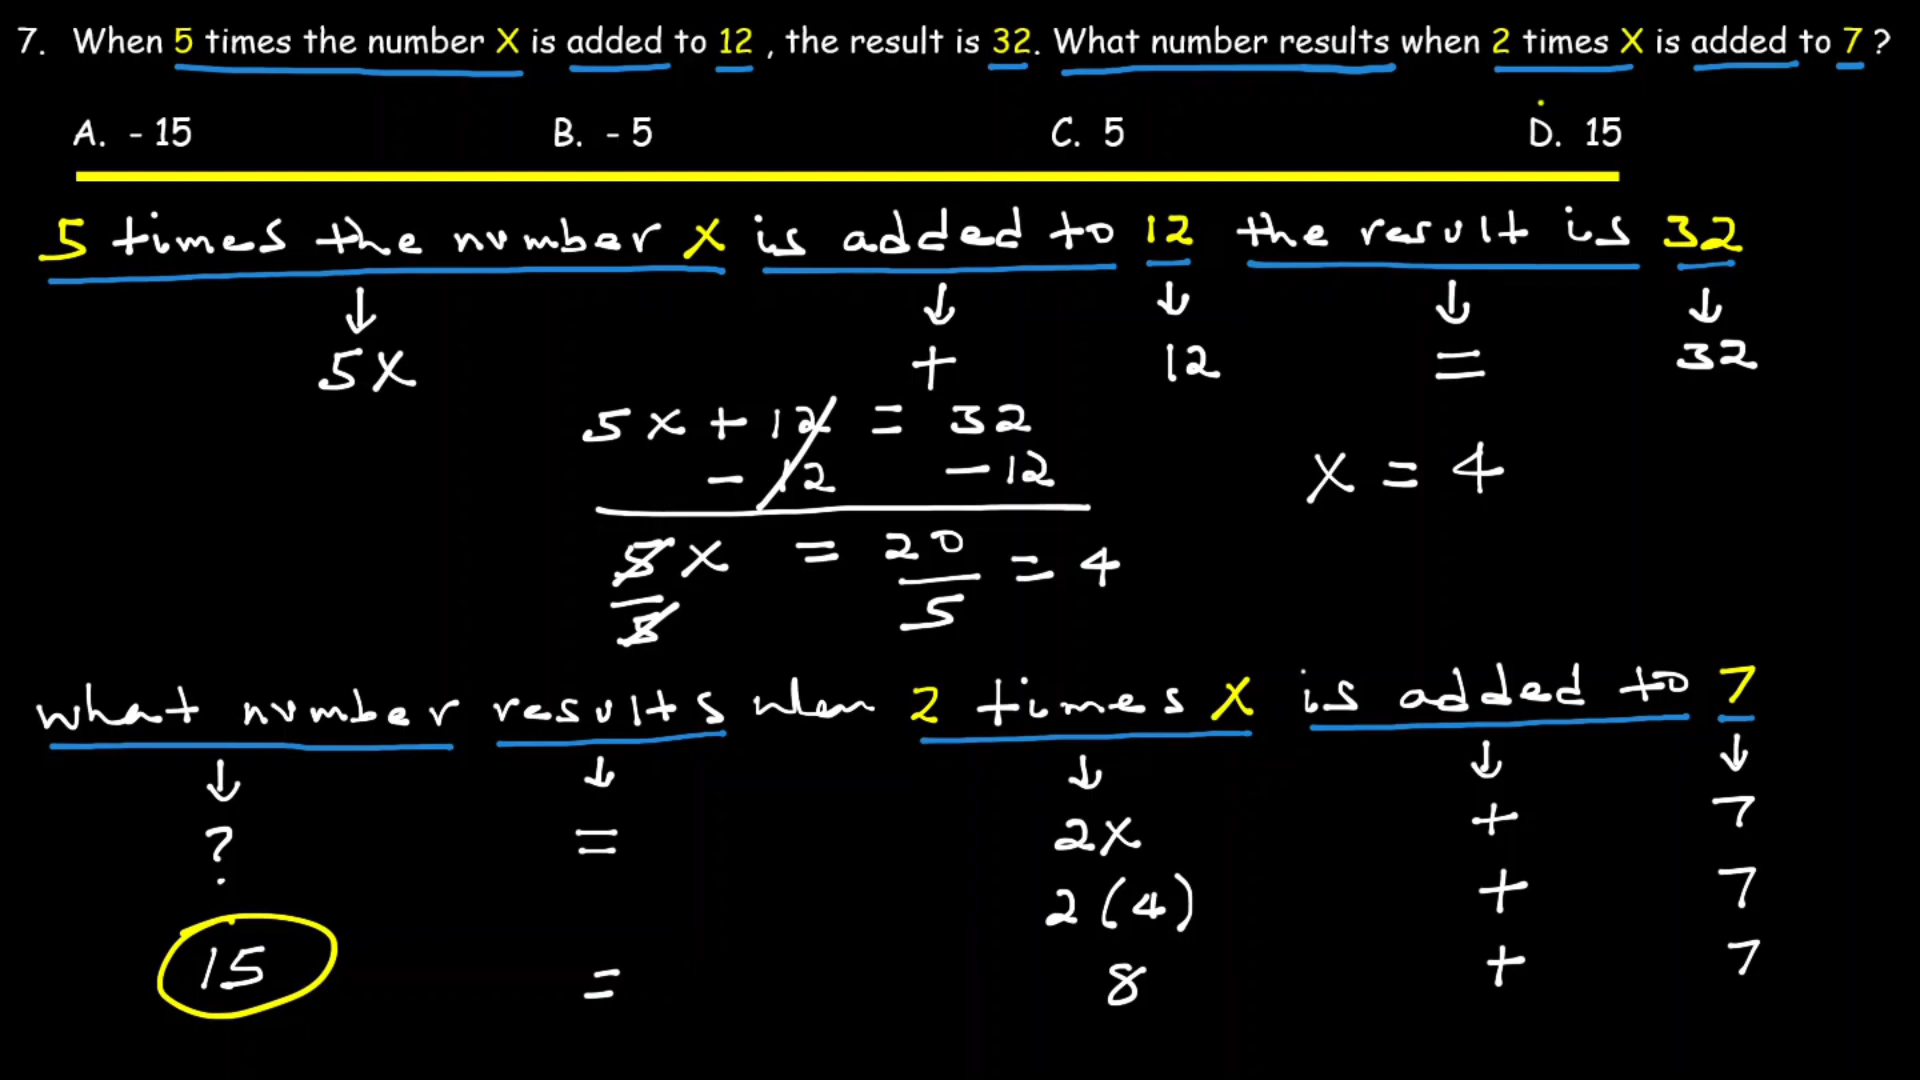 7. When 5 times the number X is added to 12 , the result is 32. What number results when 2 times X is added to 7 ?
A. - 15 B. - 5 C. 5 D. 15
5 times the number X is added to 12 the result is 32
↓ ↓ ↓ ↓ ↓
5X + 12 = 32
5x + 12 = 32
- 12 - 12
X = 4
5x = 20 = 4
5 5
what number results when 2 times X is added to 7
↓ ↓ ↓ ↓ ↓
? = 2X + 7
2 (4) + 7
15 = 8 + 7